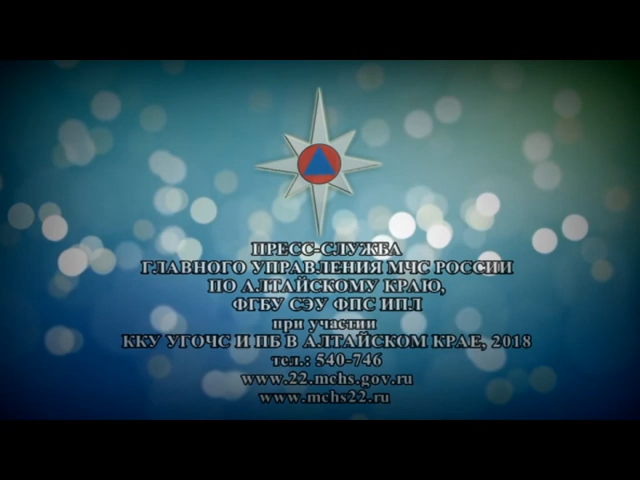 ПРЕСС-СЛУЖБА
ГЛАВНОГО УПРАВЛЕНИЯ МЧС РОССИИ
ПО АЛТАЙСКОМУ КРАЮ,
ФГБУ СЭУ ФПС ИПЛ
при участии
ККУ УГОЧС И ПБ В АЛТАЙСКОМ КРАЕ, 2018
тел.: 540-746
www.22.mchs.gov.ru
www.mchs22.ru